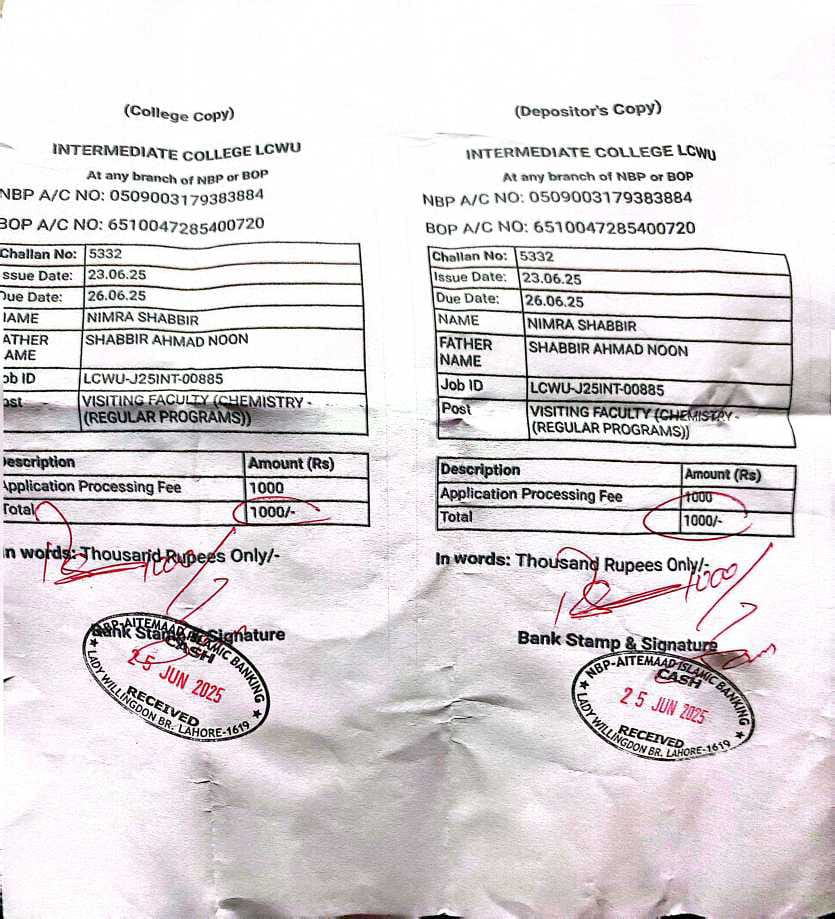 (College Copy)
INTERMEDIATE COLLEGE LCWU
At any branch of NBP or BOP
NBP A/C NO: 0509003179383884
BOP A/C NO: 6510047285400720
Challan No: 5332
ssue Date: 23.06.25
Due Date: 26.06.25
NAME NIMRA SHABBIR
ATHER AME SHABBIR AHMAD NOON
ob ID LCWU-J25INT-00885
ost VISITING FACULTY (CHEMISTRY -
(REGULAR PROGRAMS))
Description Amount (Rs)
Application Processing Fee 1000
Total 1000/-
In words: Thousand Rupees Only/-
1000/
Bank Stamp & Signature
NBP-AITEMAAD ISLAMIC BANKING
CASH
25 JUN 2025
RECEIVED
LADY WILLINGDON BR. LAHORE-1619
(Depositor's Copy)
INTERMEDIATE COLLEGE LCWU
At any branch of NBP or BOP
NBP A/C NO: 0509003179383884
BOP A/C NO: 6510047285400720
Challan No: 5332
Issue Date: 23.06.25
Due Date: 26.06.25
NAME NIMRA SHABBIR
FATHER NAME SHABBIR AHMAD NOON
Job ID LCWU-J25INT-00885
Post VISITING FACULTY (CHEMISTRY -
(REGULAR PROGRAMS))
Description Amount (Rs)
Application Processing Fee 1000
Total 1000/-
In words: Thousand Rupees Only/-
1000/
Bank Stamp & Signature
NBP-AITEMAAD ISLAMIC BANKING
CASH
25 JUN 2025
RECEIVED
LADY WILLINGDON BR. LAHORE-1619